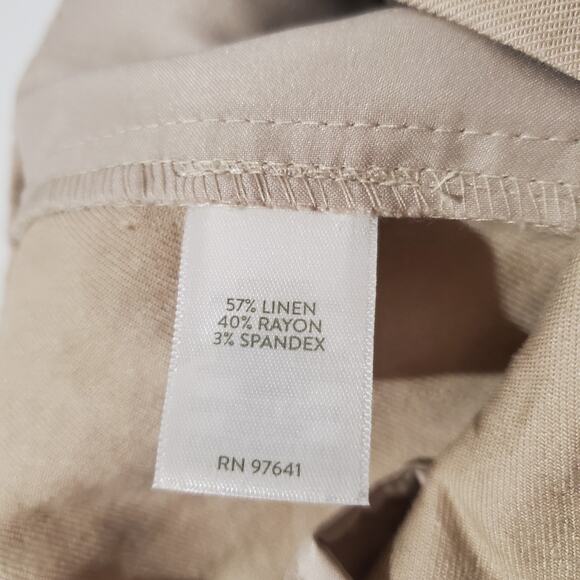 57% LINEN
40% RAYON
3% SPANDEX
RN 97641